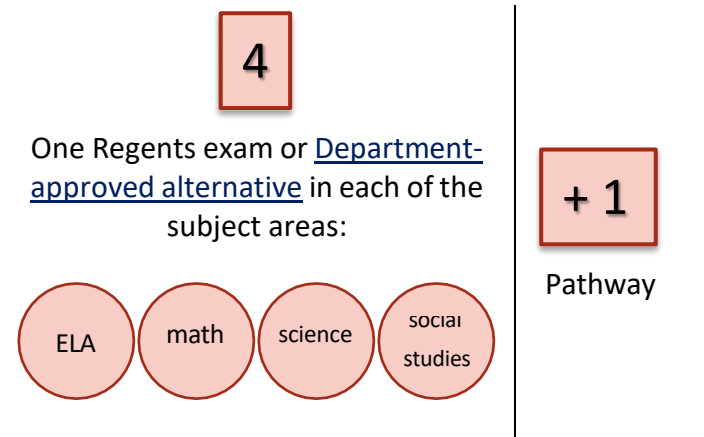 4
One Regents exam or Department-
approved alternative in each of the
subject areas:
ELA
math
science
social
studies
+ 1
Pathway